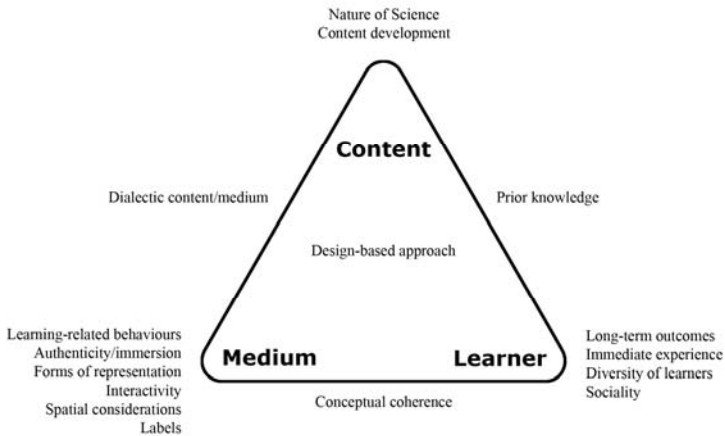 Nature of Science
Content development
Content
Dialectic content/medium
Prior knowledge
Design-based approach
Learning-related behaviours
Authenticity/immersion
Forms of representation
Interactivity
Spatial considerations
Labels
Medium
Learner
Long-term outcomes
Immediate experience
Diversity of learners
Sociality
Conceptual coherence